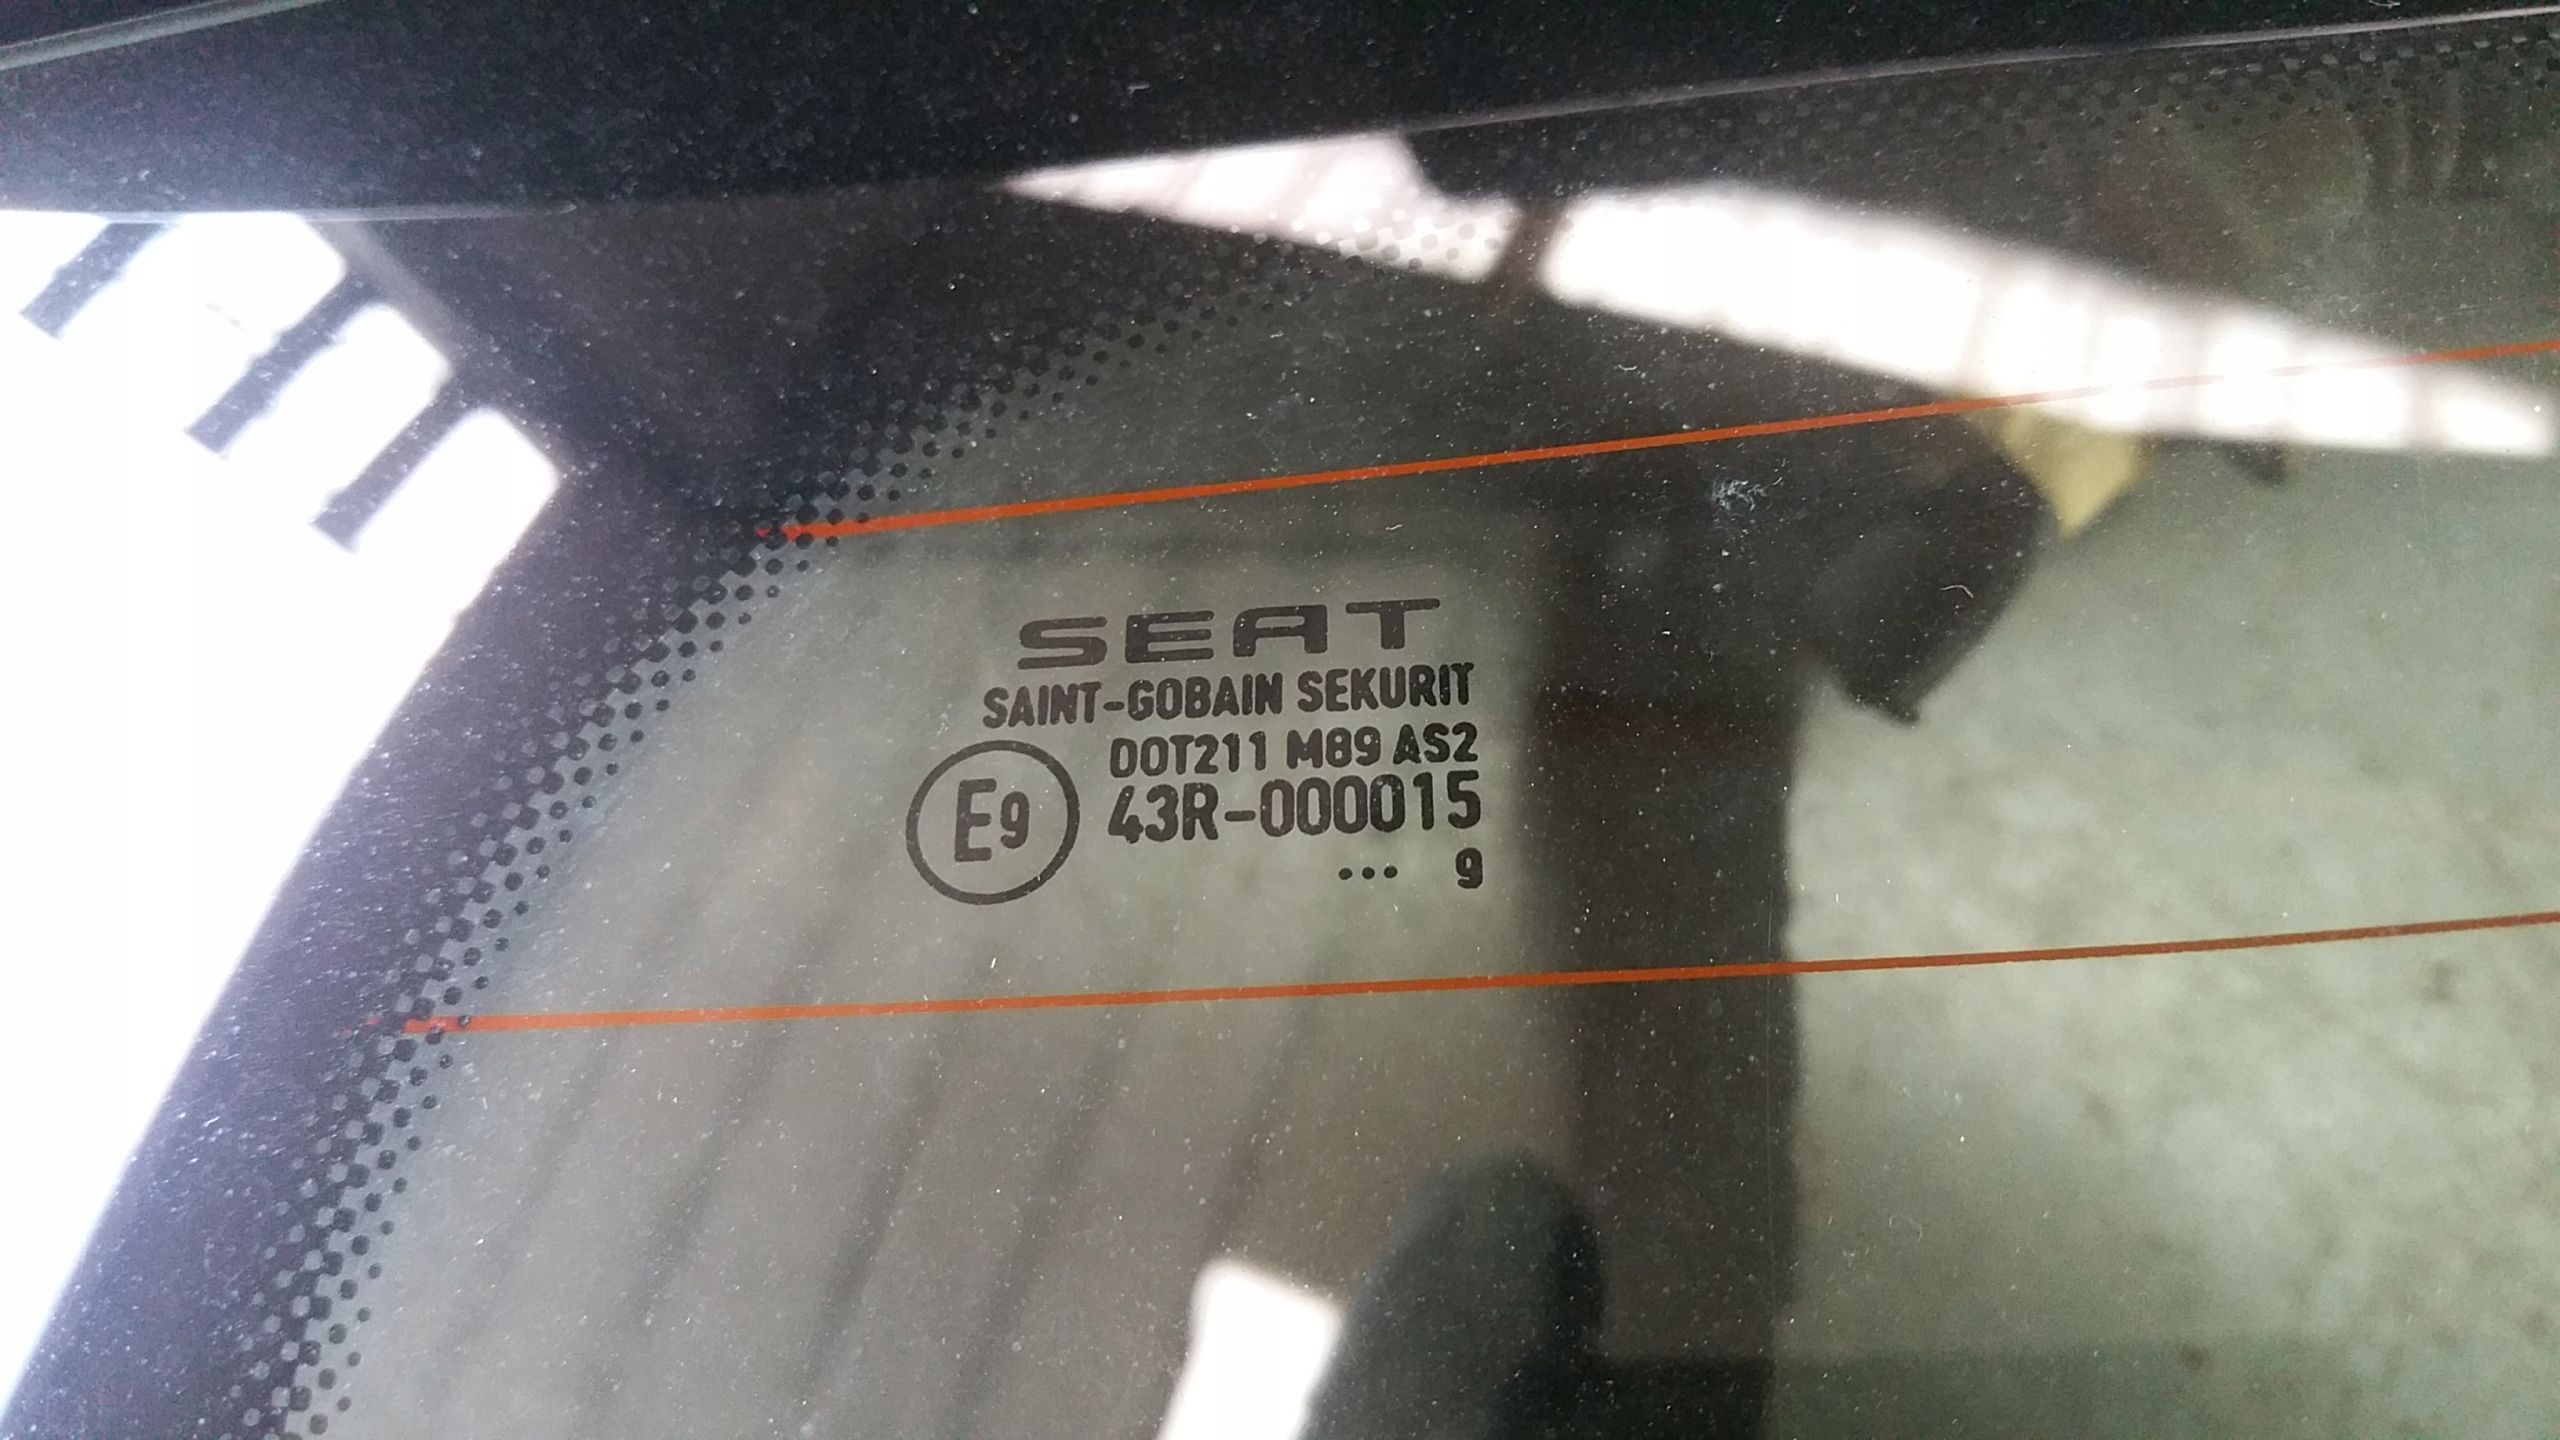 SEAT
SAINT-GOBAIN SEKURIT
DOT211 M89 AS2
E9 43R-000015
... 9